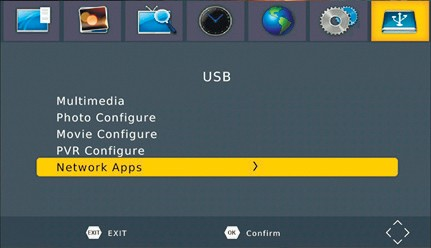 USB
Multimedia
Photo Configure
Movie Configure
PVR Configure
Network Apps >
EXIT EXIT OK Confirm